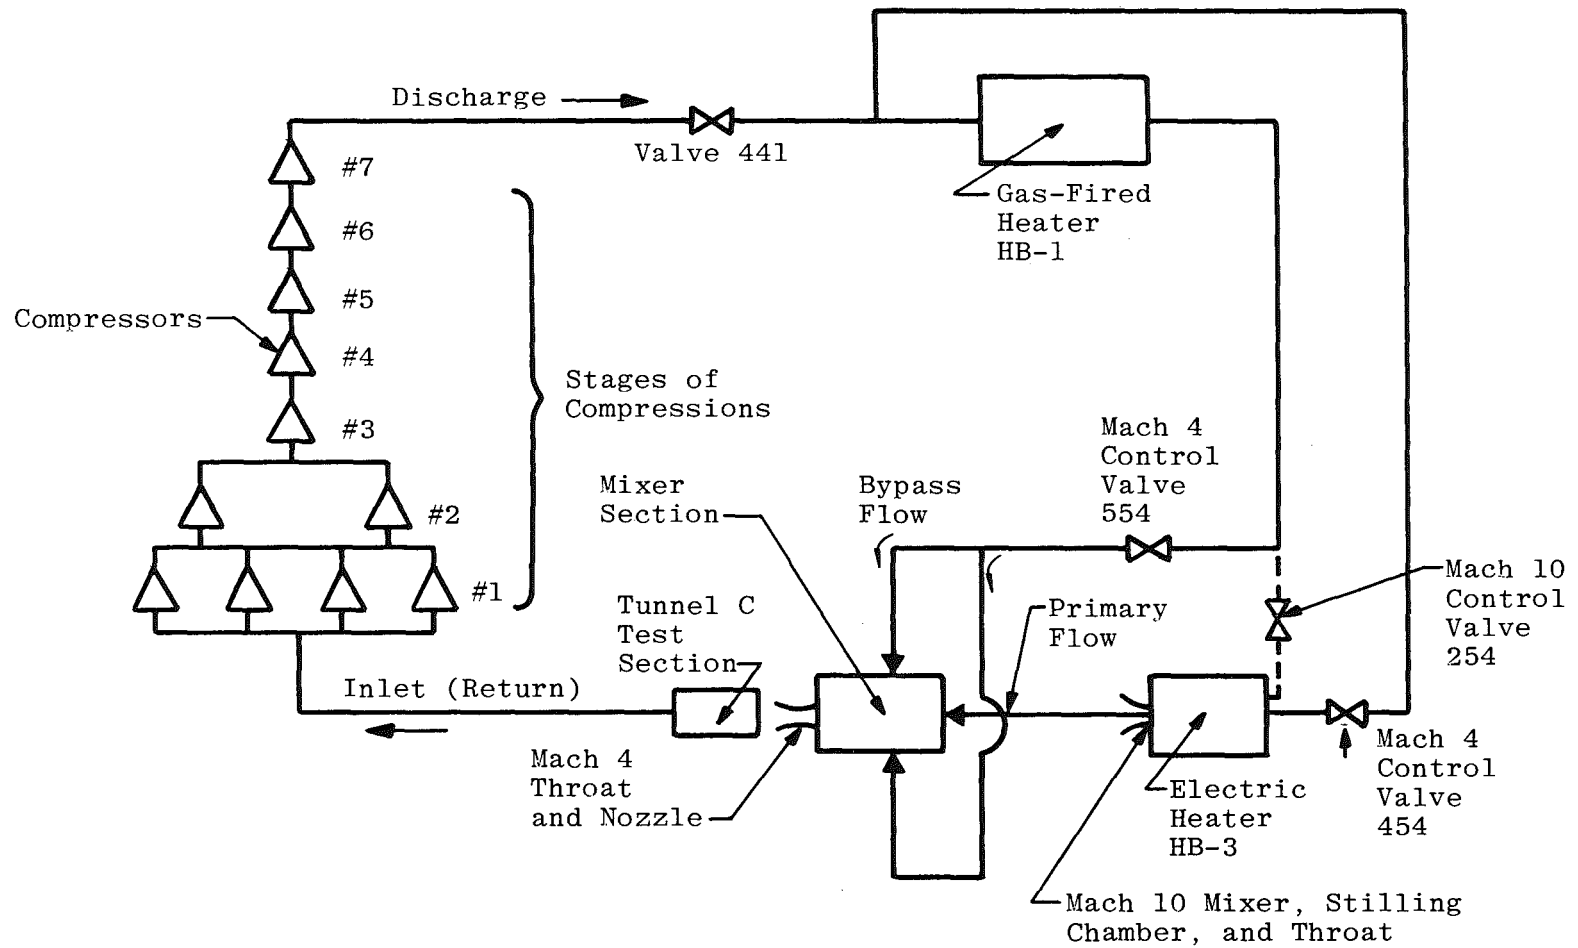 Discharge
Valve 441
#7
#6
#5
#4
#3
#2
#1
Compressors
Stages of
Compressions
Gas-Fired
Heater
HB-1
Mach 4
Control
Valve
554
Mixer
Section
Bypass
Flow
Mach 10
Control
Valve
254
Tunnel C
Test
Section
Primary
Flow
Inlet (Return)
Mach 4
Throat
and Nozzle
Electric
Heater
HB-3
Mach 4
Control
Valve
454
Mach 10 Mixer, Stilling
Chamber, and Throat